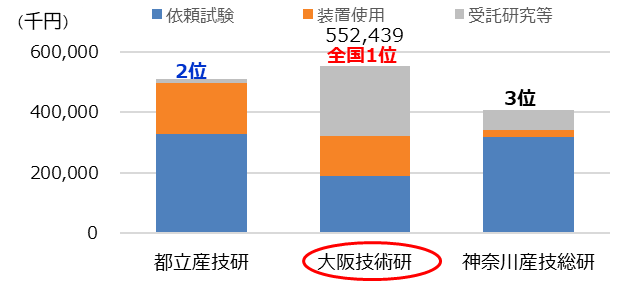 (千円)
依頼試験 装置使用 受託研究等
552,439
全国1位
2位
3位
600,000
400,000
200,000
0
都立産技研 大阪技術研 神奈川産技総研